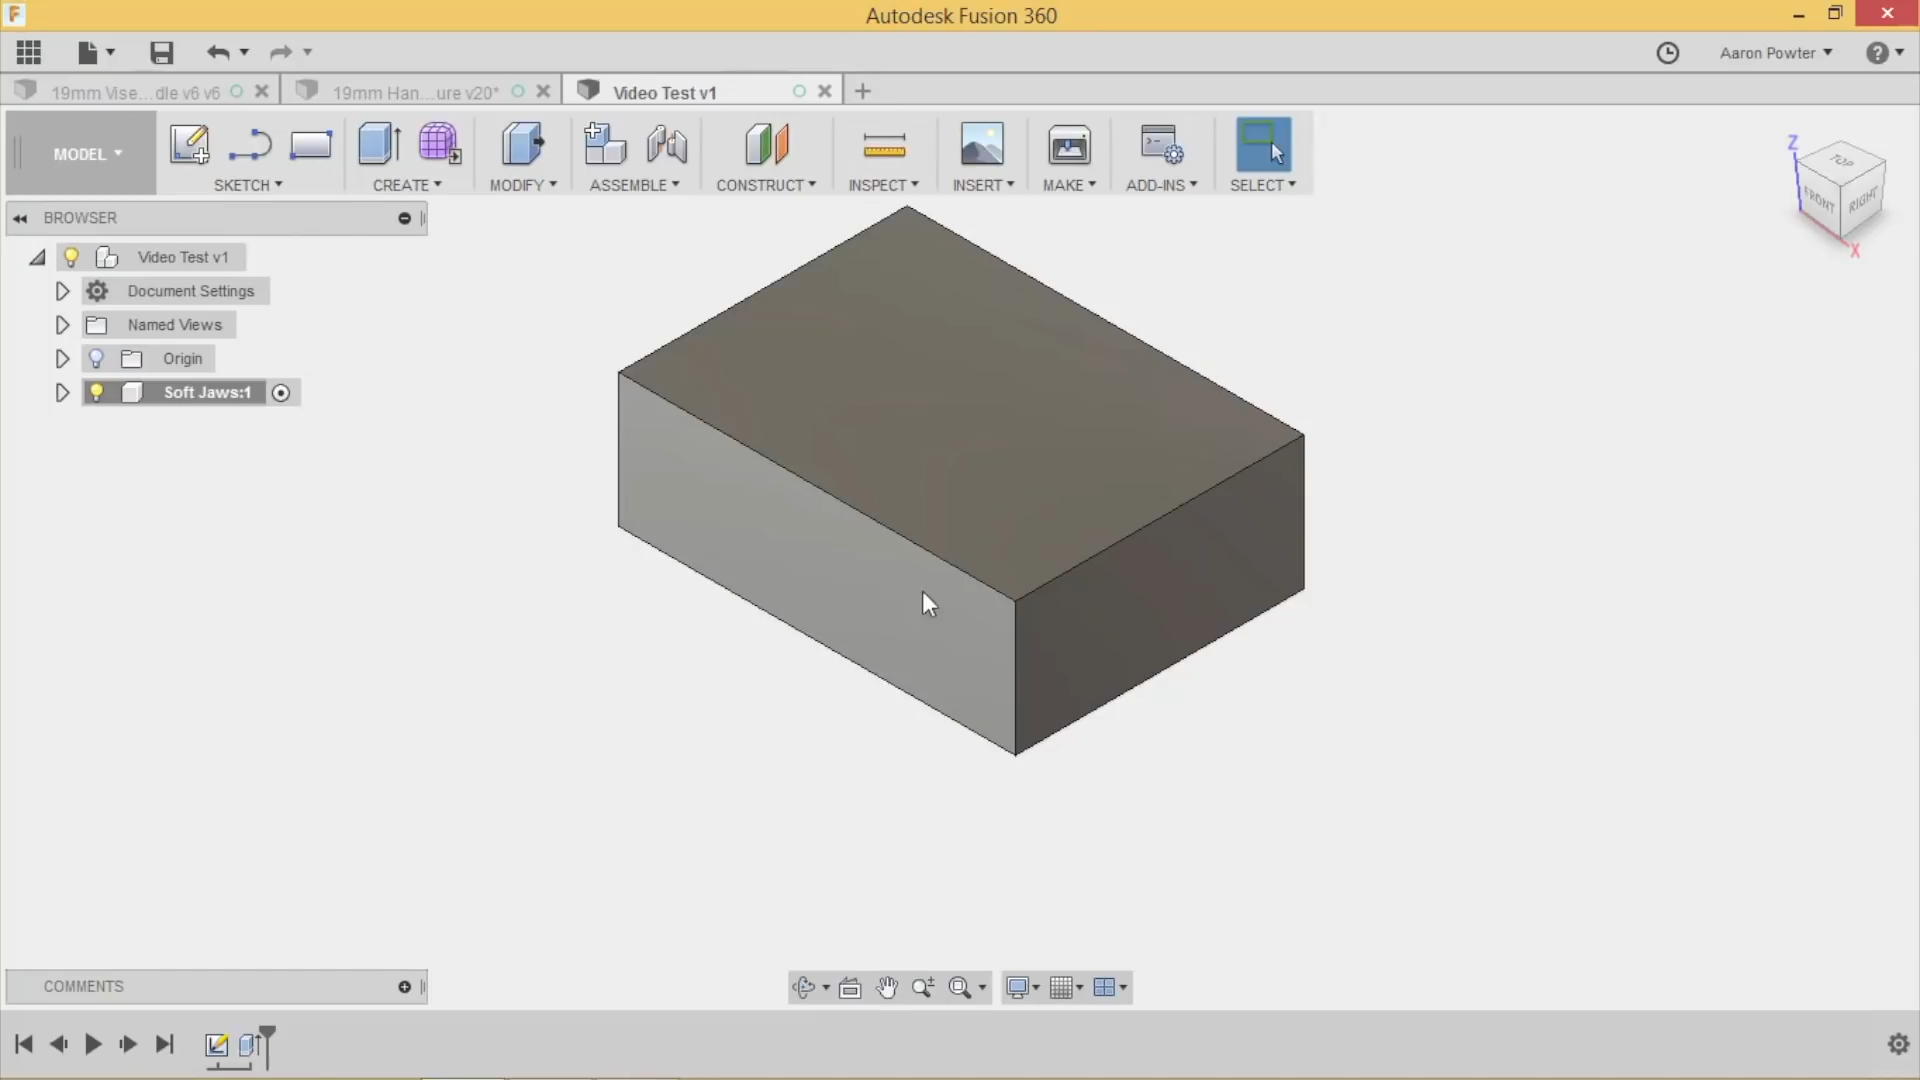 Autodesk Fusion 360
Aaron Powter
19mm Vise...dle v6 v6
19mm Han....ure v20*
Video Test v1
MODEL
SKETCH
CREATE
MODIFY
ASSEMBLE
CONSTRUCT
INSPECT
INSERT
MAKE
ADD-INS
SELECT
Z
TOP
FRONT
RIGHT
X
BROWSER
Video Test v1
Document Settings
Named Views
Origin
Soft Jaws:1
COMMENTS